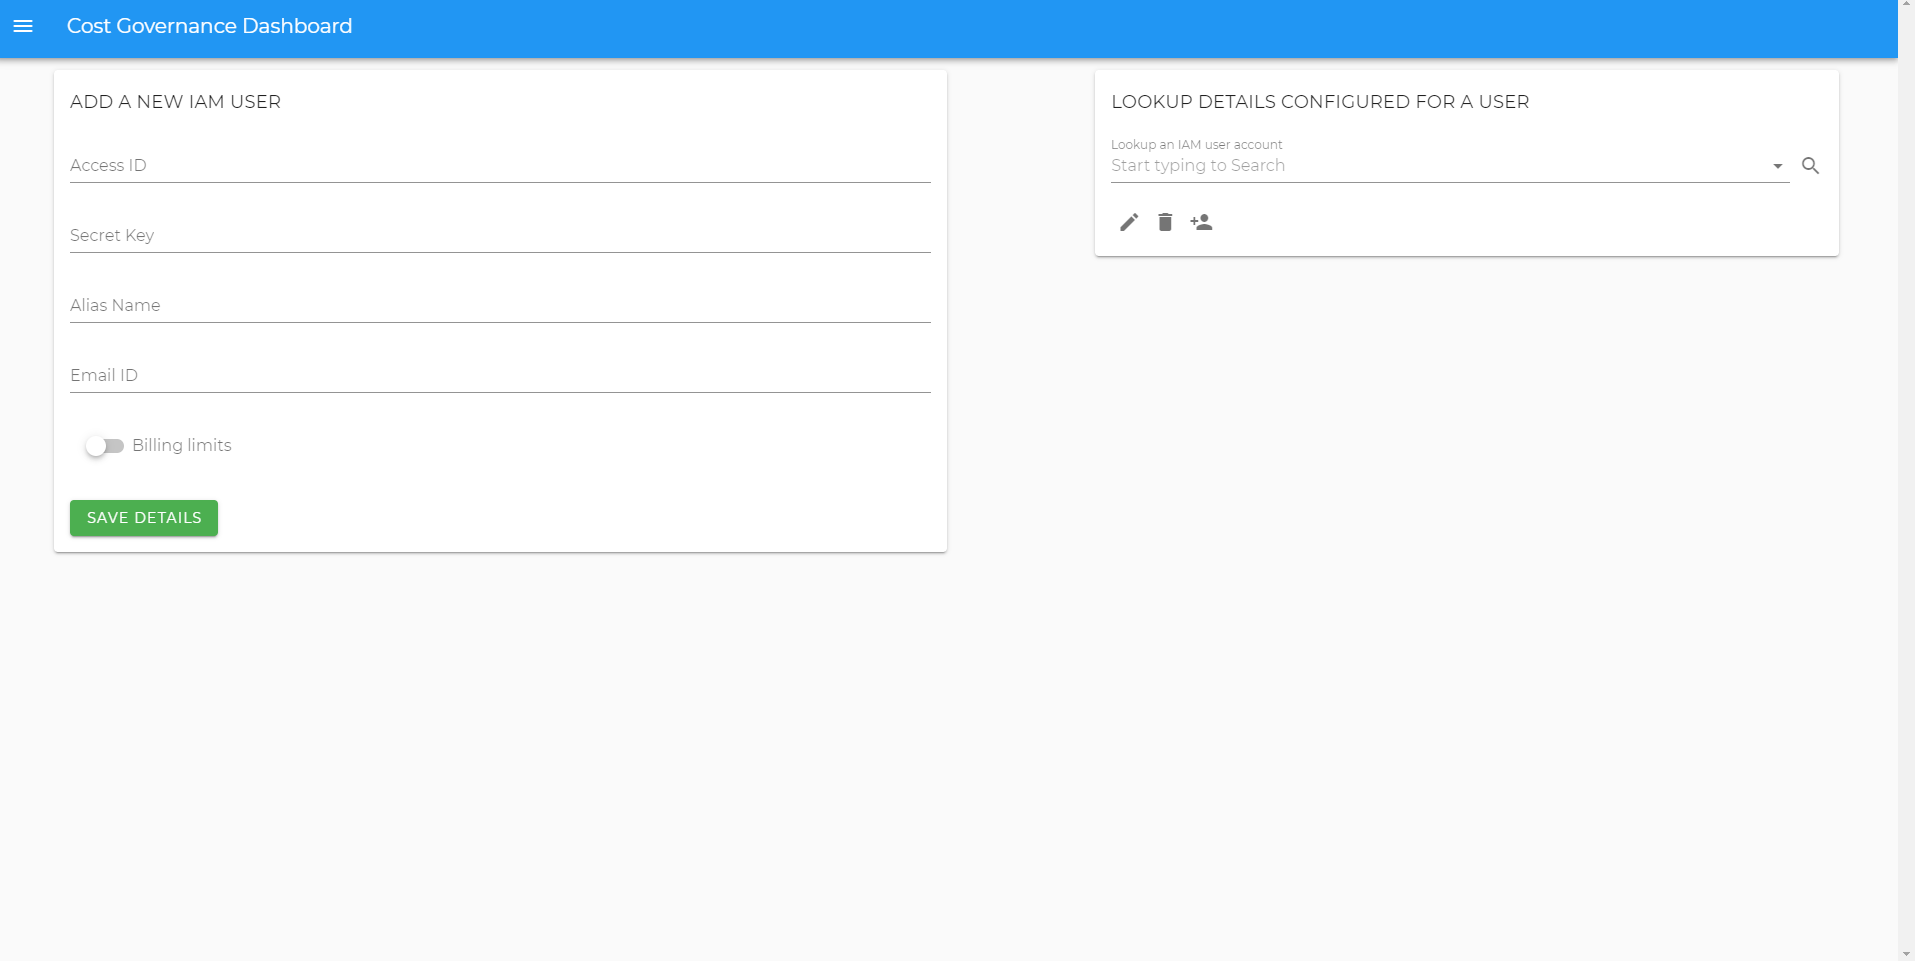 Cost Governance Dashboard
ADD A NEW IAM USER
Access ID
Secret Key
Alias Name
Email ID
Billing limits
SAVE DETAILS
LOOKUP DETAILS CONFIGURED FOR A USER
Lookup an IAM user account
Start typing to Search